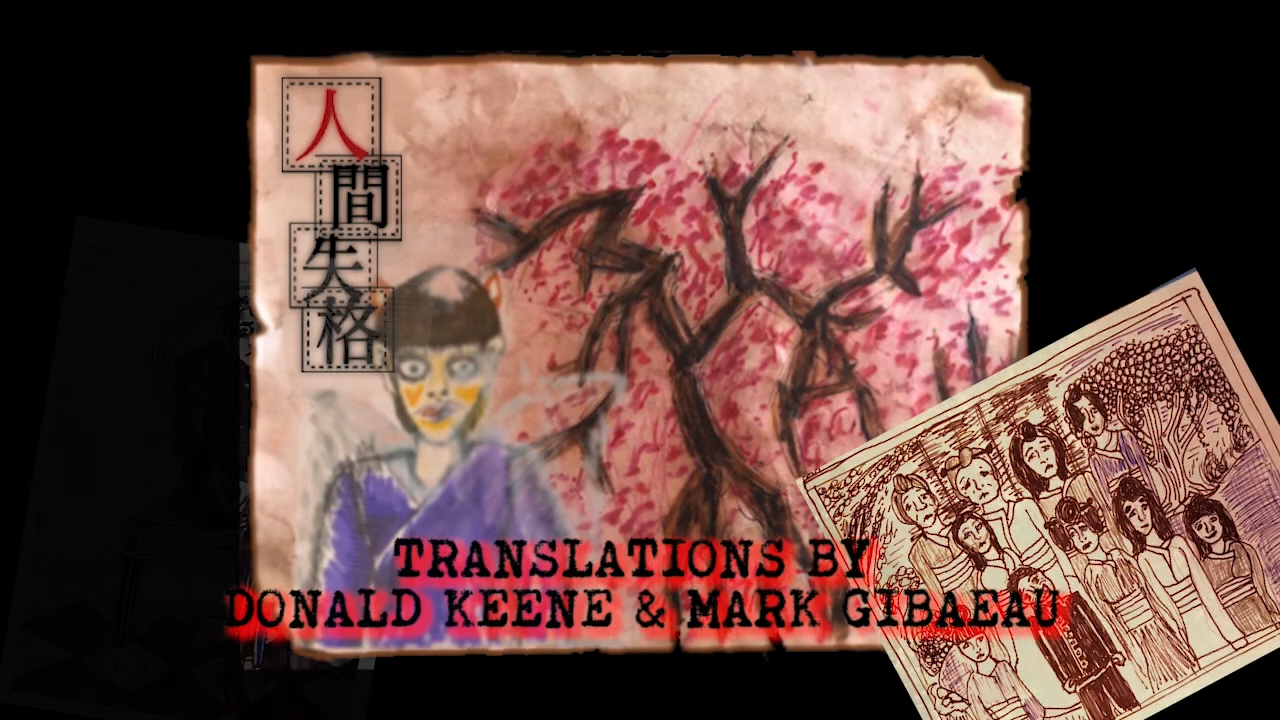 人間失格
TRANSLATIONS BY
DONALD KEENE & MARK GIBAEAU